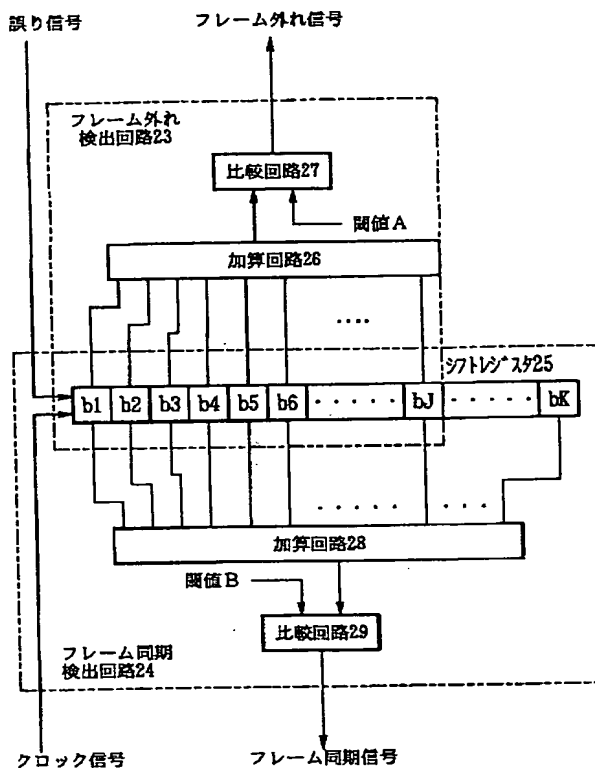 誤り信号
フレーム外れ信号
フレーム外れ
検出回路23
比較回路27
閾値A
加算回路26
....
シフトレジスタ25
b1 b2 b3 b4 b5 b6 ..... bJ ..... bK
..... ...
加算回路28
閾値B
比較回路29
フレーム同期
検出回路24
クロック信号
フレーム同期信号